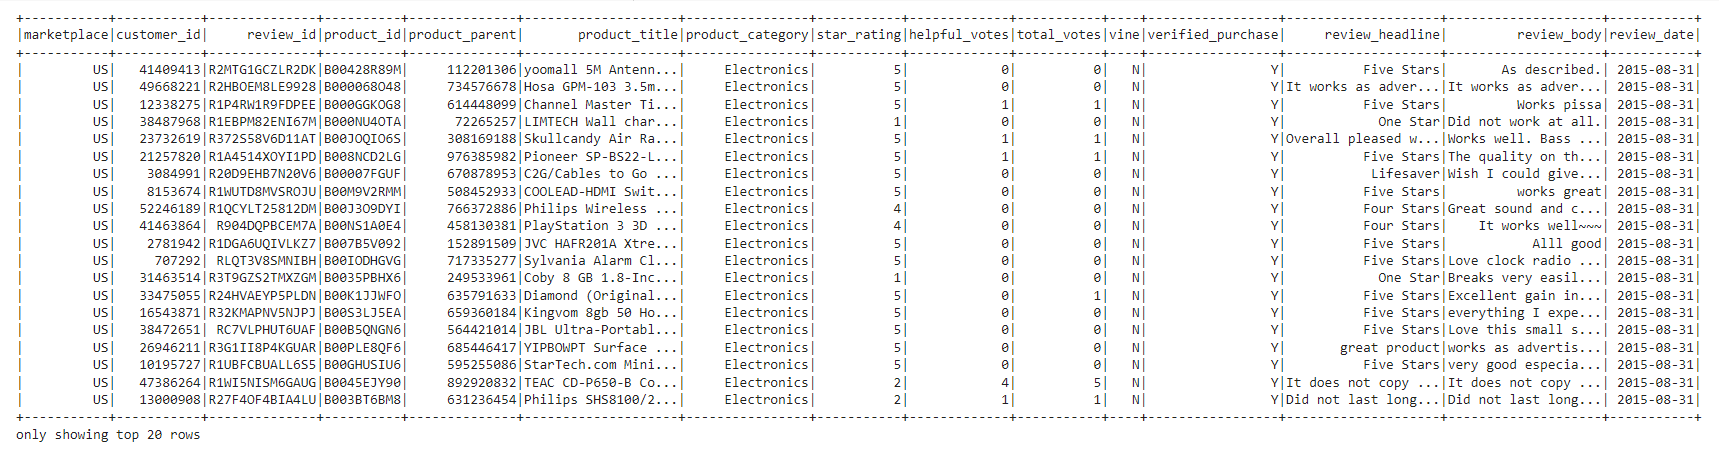 +-----------+-----------+--------------+----------+--------------+--------------------+----------------+-----------+-------------+-----------+----+-----------------+--------------------+--------------------+-----------+
|marketplace|customer_id|     review_id|product_id|product_parent|       product_title|product_category|star_rating|helpful_votes|total_votes|vine|verified_purchase|     review_headline|         review_body|review_date|
+-----------+-----------+--------------+----------+--------------+--------------------+----------------+-----------+-------------+-----------+----+-----------------+--------------------+--------------------+-----------+
|         US|   41409413|R2MTG1GCZLR2DK|B00428R89M|     112201306|yoomall 5M Antenn...|     Electronics|          5|            0|          0|   N|                Y|          Five Stars|       As described.| 2015-08-31|
|         US|   49668221|R2HBOEM8LE9928|B000068O48|     734576678|Hosa GPM-103 3.5m...|     Electronics|          5|            0|          0|   N|                Y|It works as adver...|It works as adver...| 2015-08-31|
|         US|   12338275|R1P4RW1R9FDPEE|B000GGKOG8|     614448099|Channel Master Ti...|     Electronics|          5|            1|          1|   N|                Y|          Five Stars|         Works pissa| 2015-08-31|
|         US|   38487968|R1EBPM82ENI67M|B000NU4OTA|      72265257|LIMTECH Wall char...|     Electronics|          1|            0|          0|   N|                Y|            One Star|Did not work at all.| 2015-08-31|
|         US|   23732619|R372S58V6D11AT|B00JOQIO6S|     308169188|Skullcandy Air Ra...|     Electronics|          5|            1|          1|   N|                Y|Overall pleased w...|Works well. Bass ...| 2015-08-31|
|         US|   21257820|R1A4514XOYI1PD|B008NCD2LG|     976385982|Pioneer SP-BS22-L...|     Electronics|          5|            1|          1|   N|                Y|          Five Stars|The quality on th...| 2015-08-31|
|         US|    3084991|R20D9EHB7N20V6|B00007FGUF|     670878953|C2G/Cables to Go ...|     Electronics|          5|            0|          0|   N|                Y|           Lifesaver|Wish I could give...| 2015-08-31|
|         US|    8153674|R1WUTD8MVSROJU|B00M9V2RMM|     508452933|COOLEAD-HDMI Swit...|     Electronics|          5|            0|          0|   N|                Y|          Five Stars|         works great| 2015-08-31|
|         US|   52246189|R1QCYLT25812DM|B00J3O9DYI|     766372886|Philips Wireless ...|     Electronics|          4|            0|          0|   N|                Y|          Four Stars|Great sound and c...| 2015-08-31|
|         US|   41463864| R904DQPBCEM7A|B00NS1A0E4|     458130381|PlayStation 3 3D ...|     Electronics|          4|            0|          0|   N|                Y|          Four Stars|    It works well~~~| 2015-08-31|
|         US|    2781942|R1DGA6UQIVLKZ7|B007B5V092|     152891509|JVC HAFR201A Xtre...|     Electronics|          5|            0|          0|   N|                Y|          Five Stars|           Alll good| 2015-08-31|
|         US|     707292| RLQT3V8SMNIBH|B00IODHGVG|     717335277|Sylvania Alarm Cl...|     Electronics|          5|            0|          0|   N|                Y|          Five Stars|Love clock radio ...| 2015-08-31|
|         US|   31463514|R3T9GZS2TMXZGM|B0035PBHX6|     249533961|Coby 8 GB 1.8-Inc...|     Electronics|          1|            0|          0|   N|                Y|            One Star|Breaks very easil...| 2015-08-31|
|         US|   33475055|R24HVAEYP5PLDN|B00K1JJWFO|     635791633|Diamond (Original...|     Electronics|          5|            0|          1|   N|                Y|          Five Stars|Excellent gain in...| 2015-08-31|
|         US|   16543871|R32KMAPNV5NJPJ|B00S3LJ5EA|     659360184|Kingvom 8gb 50 Ho...|     Electronics|          5|            0|          0|   N|                Y|          Five Stars|everything I expe...| 2015-08-31|
|         US|   38472651| RC7VLPHUT6UAF|B00B5QNGN6|     564421014|JBL Ultra-Portabl...|     Electronics|          5|            0|          0|   N|                Y|          Five Stars|Love this small s...| 2015-08-31|
|         US|   26946211|R3G1II8P4KGUAR|B00PLE8QF6|     685446417|YIPBOWPT Surface ...|     Electronics|          5|            0|          0|   N|                Y|       great product|works as advertis...| 2015-08-31|
|         US|   10195727|R1UBFCBUALL6S5|B00GHUSIU6|     595255086|StarTech.com Mini...|     Electronics|          5|            0|          0|   N|                Y|          Five Stars|very good especia...| 2015-08-31|
|         US|   47386264|R1WI5NISM6GAUG|B0045EJY90|     892920832|TEAC CD-P650-B Co...|     Electronics|          2|            4|          5|   N|                Y|It does not copy ...|It does not copy ...| 2015-08-31|
|         US|   13000908|R27F4OF4BIA4LU|B003BT6BM8|     631236454|Philips SHS8100/2...|     Electronics|          2|            1|          1|   N|                Y|Did not last long...|Did not last long...| 2015-08-31|
+-----------+-----------+--------------+----------+--------------+--------------------+----------------+-----------+-------------+-----------+----+-----------------+--------------------+--------------------+-----------+
only showing top 20 rows